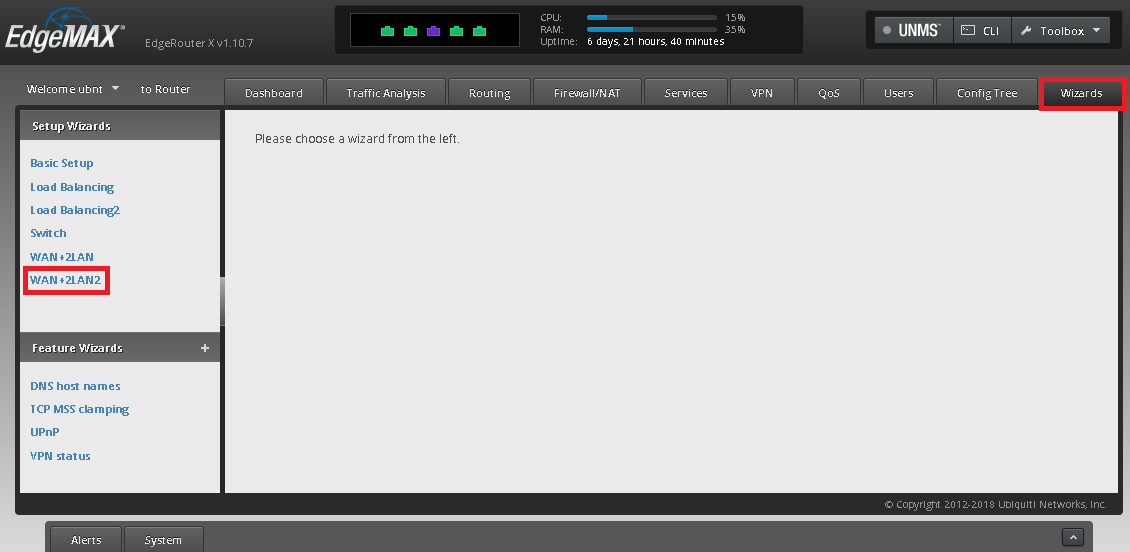 EdgeMAX
EdgeRouter X v1.10.7
CPU: 15%
RAM: 35%
Uptime: 6 days, 21 hours, 40 minutes
UNMS™ CLI Toolbox
Welcome ubnt to Router
Dashboard Traffic Analysis Routing Firewall/NAT Services VPN QoS Users Config Tree Wizards
Setup Wizards
Please choose a wizard from the left.
Basic Setup
Load Balancing
Load Balancing2
Switch
WAN+2LAN
WAN+2LAN2
Feature Wizards +
DNS host names
TCP MSS clamping
UPnP
VPN status
© Copyright 2012-2018 Ubiquiti Networks, Inc.
Alerts System